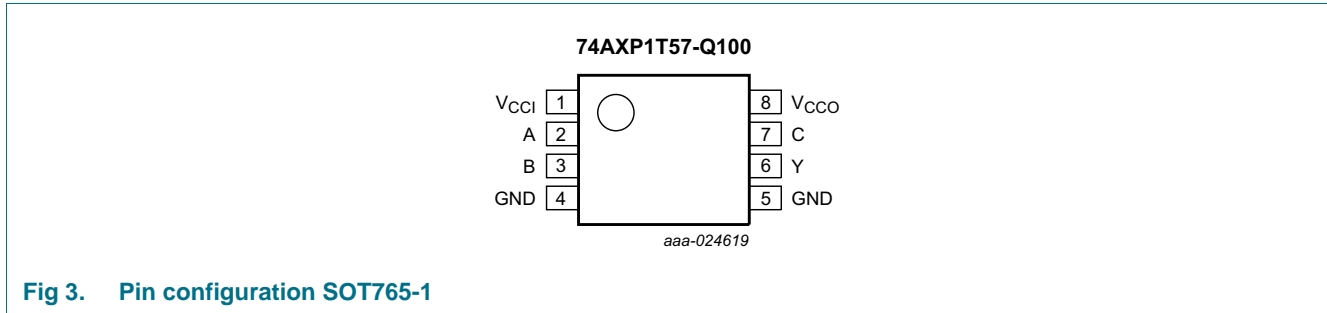 74AXP1T57-Q100
VCCI 1 8 VCCO
A 2 7 C
B 3 6 Y
GND 4 5 GND
aaa-024619
Fig 3. Pin configuration SOT765-1